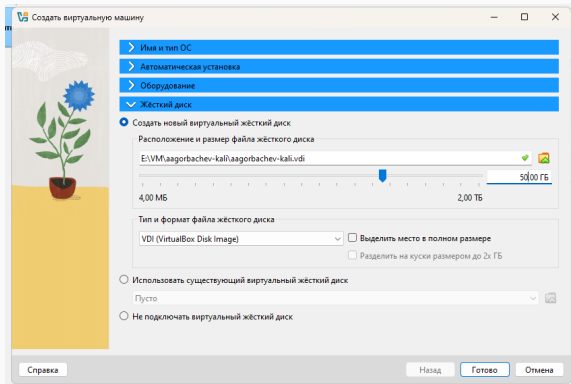 Создать виртуальную машину
Имя и тип ОС
Автоматическая установка
Оборудование
Жёсткий диск
Создать новый виртуальный жёсткий диск
Расположение и размер файла жёсткого диска
E:\VM\aagorbachev-kali\aagorbachev-kali.vdi
50,00 ГБ
4,00 МБ 2,00 ТБ
Тип и формат файла жёсткого диска
VDI (VirtualBox Disk Image) Выделить место в полном размере
Разделить на куски размером до 2х ГБ
Использовать существующий виртуальный жёсткий диск
Пусто
Не подключать виртуальный жёсткий диск
Справка Назад Готово Отмена